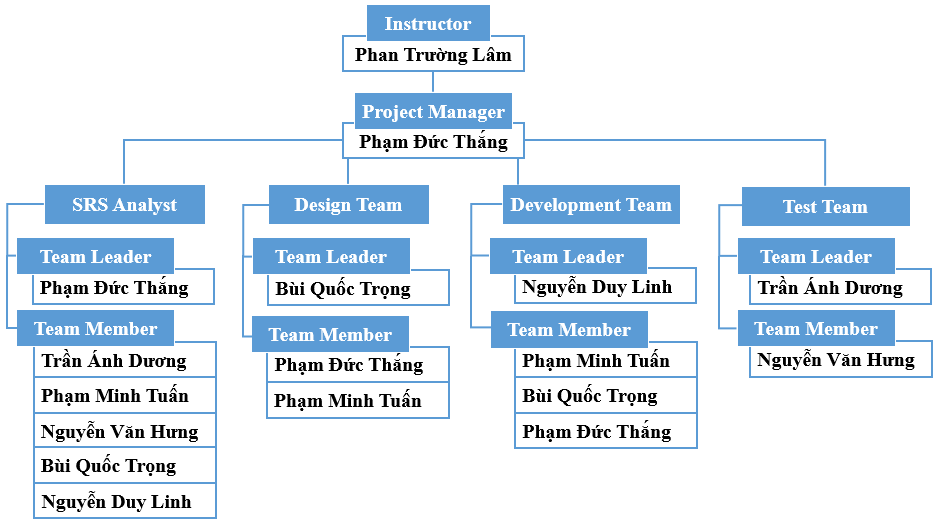 Instructor
Phan Trường Lâm
Project Manager
Phạm Đức Thắng
SRS Analyst
Team Leader
Phạm Đức Thắng
Team Member
Trần Ánh Dương
Phạm Minh Tuấn
Nguyễn Văn Hưng
Bùi Quốc Trọng
Nguyễn Duy Linh
Design Team
Team Leader
Bùi Quốc Trọng
Team Member
Phạm Đức Thắng
Phạm Minh Tuấn
Development Team
Team Leader
Nguyễn Duy Linh
Team Member
Phạm Minh Tuấn
Bùi Quốc Trọng
Phạm Đức Thắng
Test Team
Team Leader
Trần Ánh Dương
Team Member
Nguyễn Văn Hưng